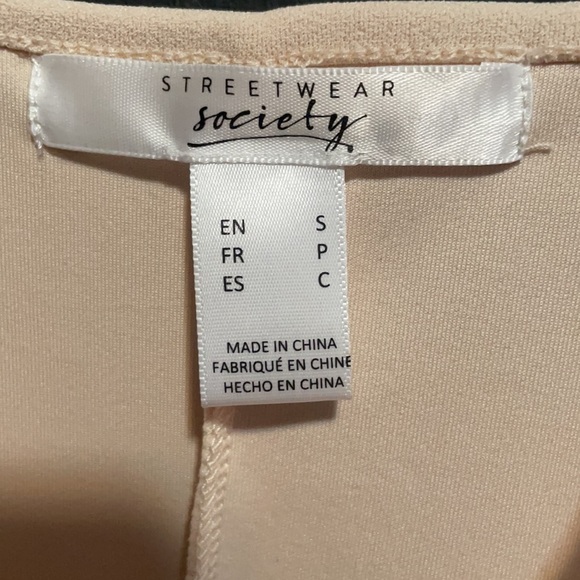 STREETWEAR
society
EN S
FR P
ES C
MADE IN CHINA
FABRIQUÉ EN CHINE
HECHO EN CHINA